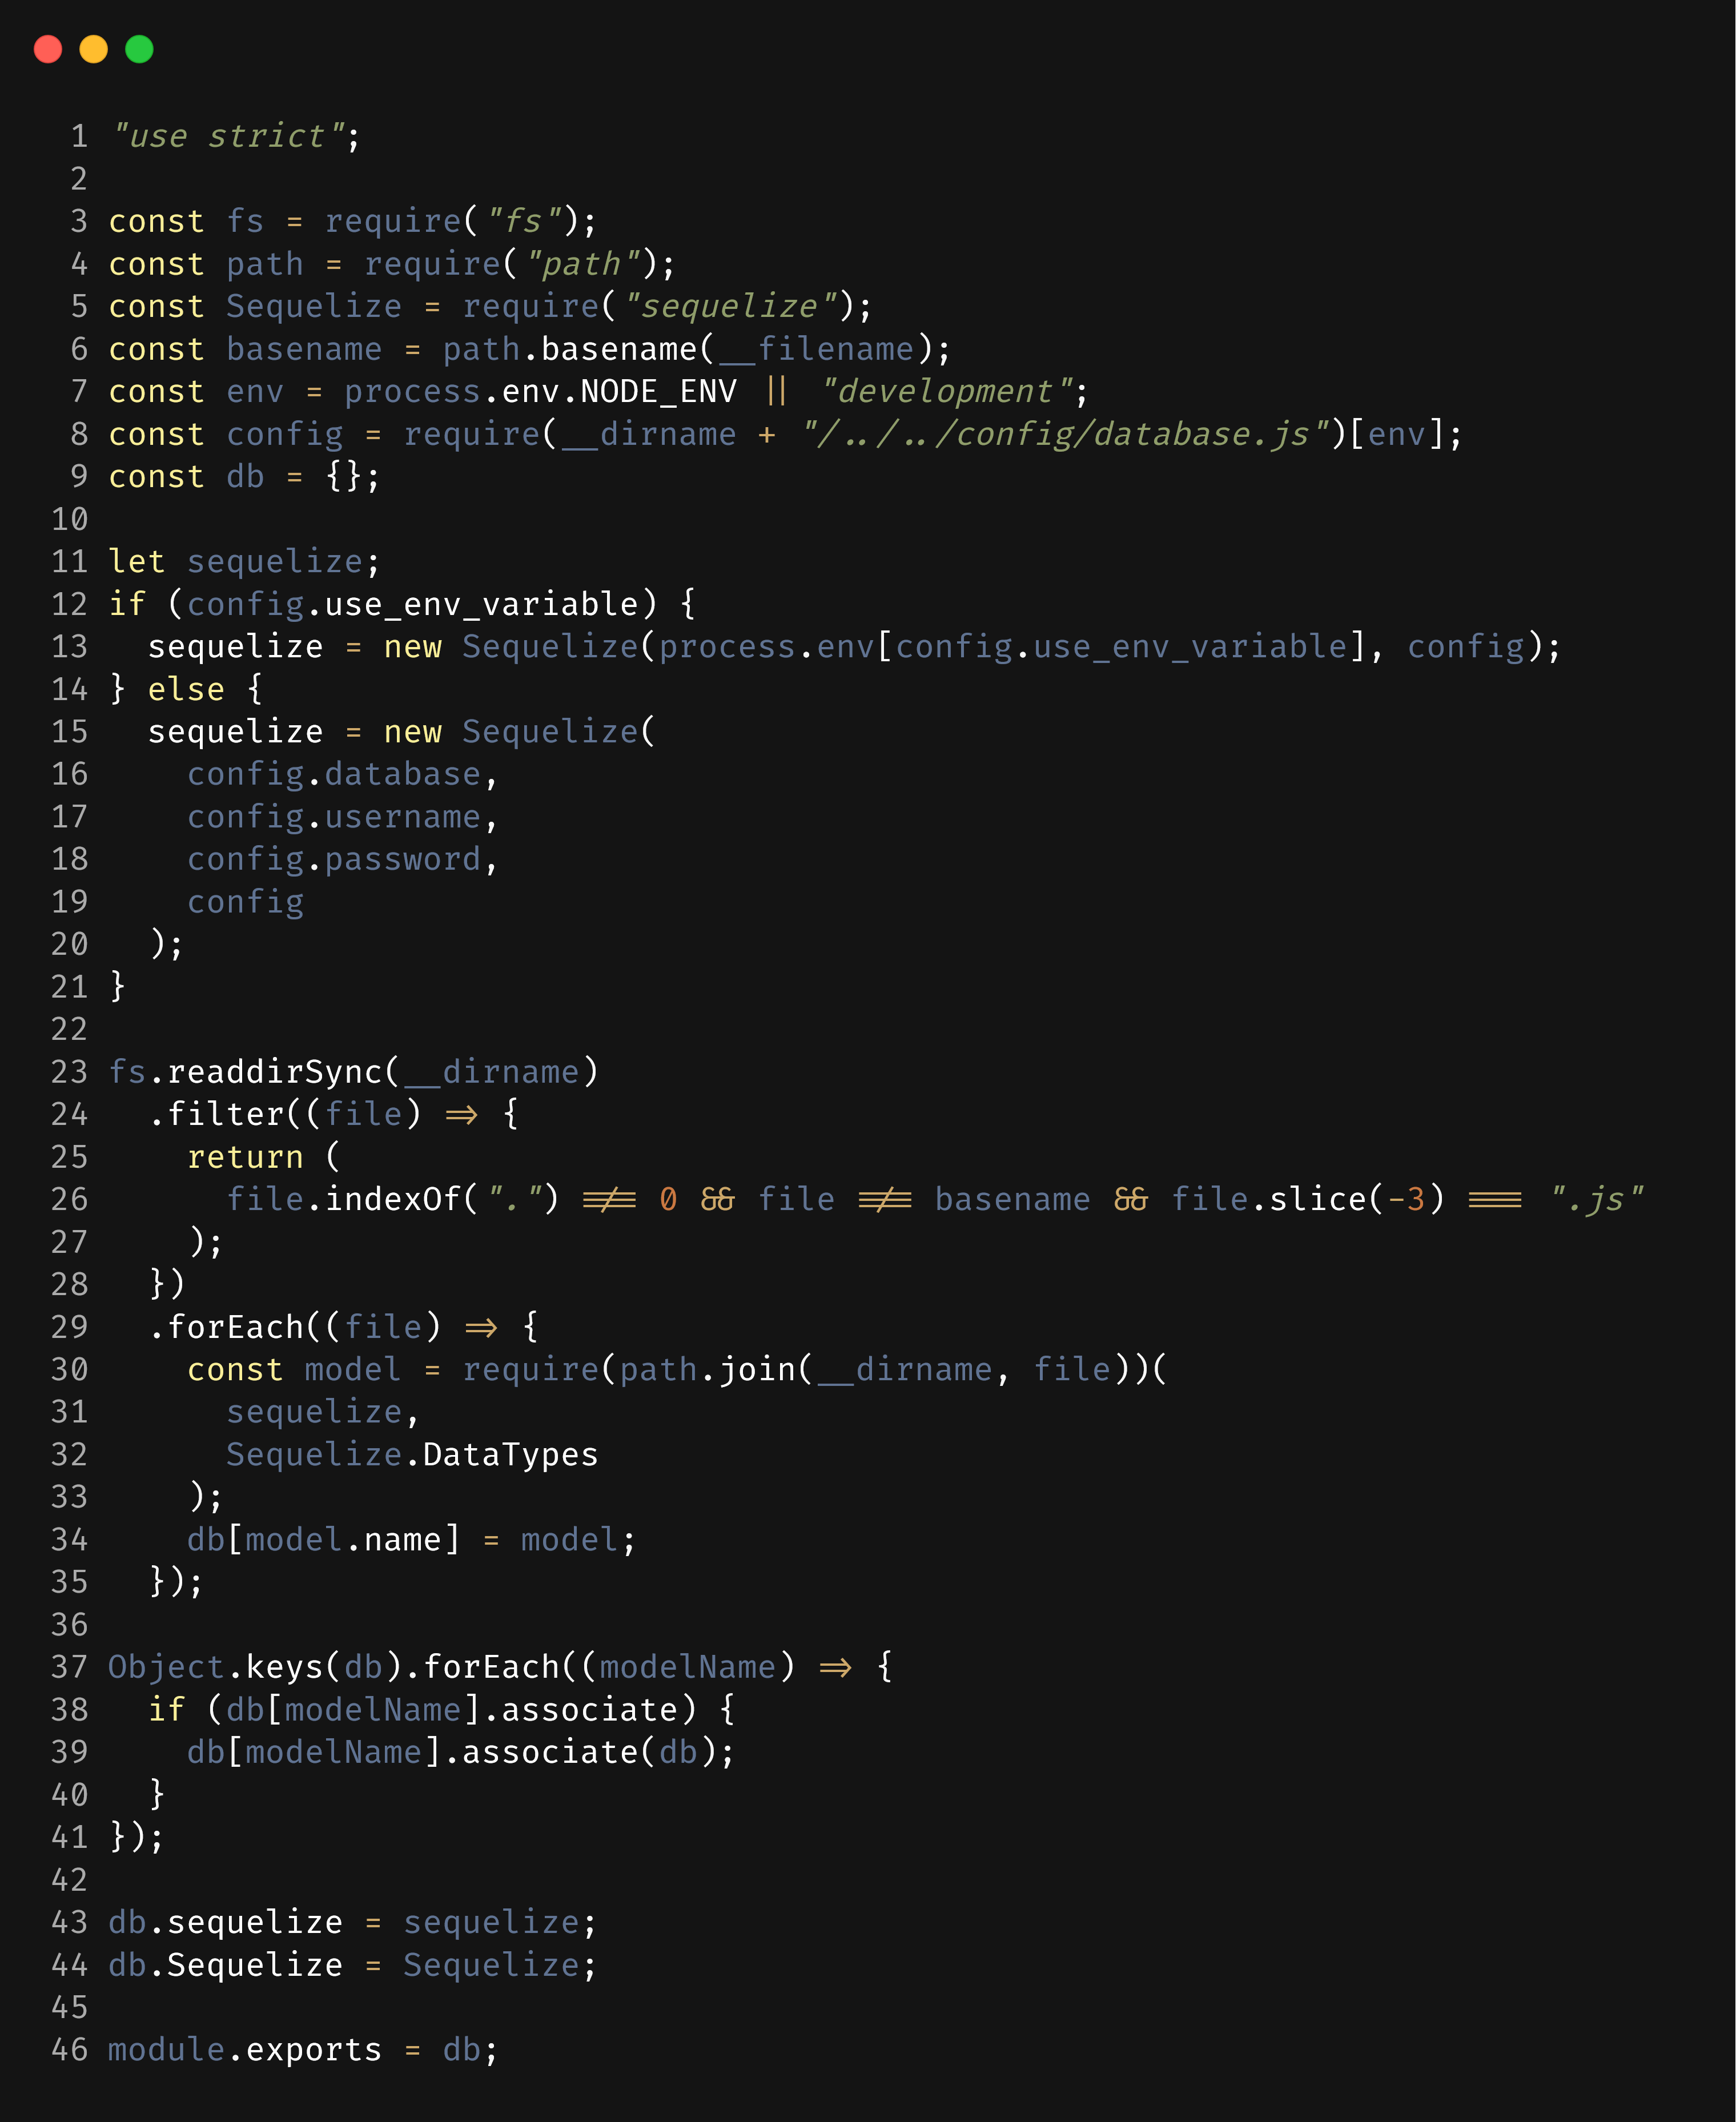 1 "use strict";
2
3 const fs = require("fs");
4 const path = require("path");
5 const Sequelize = require("sequelize");
6 const basename = path.basename(__filename);
7 const env = process.env.NODE_ENV || "development";
8 const config = require(__dirname + "/../../config/database.js")[env];
9 const db = {};
10
11 let sequelize;
12 if (config.use_env_variable) {
13   sequelize = new Sequelize(process.env[config.use_env_variable], config);
14 } else {
15   sequelize = new Sequelize(
16     config.database,
17     config.username,
18     config.password,
19     config
20   );
21 }
22
23 fs.readdirSync(__dirname)
24   .filter((file) => {
25     return (
26       file.indexOf(".") !== 0 && file !== basename && file.slice(-3) === ".js"
27     );
28   })
29   .forEach((file) => {
30     const model = require(path.join(__dirname, file))(
31       sequelize,
32       Sequelize.DataTypes
33     );
34     db[model.name] = model;
35   });
36
37 Object.keys(db).forEach((modelName) => {
38   if (db[modelName].associate) {
39     db[modelName].associate(db);
40   }
41 });
42
43 db.sequelize = sequelize;
44 db.Sequelize = Sequelize;
45
46 module.exports = db;